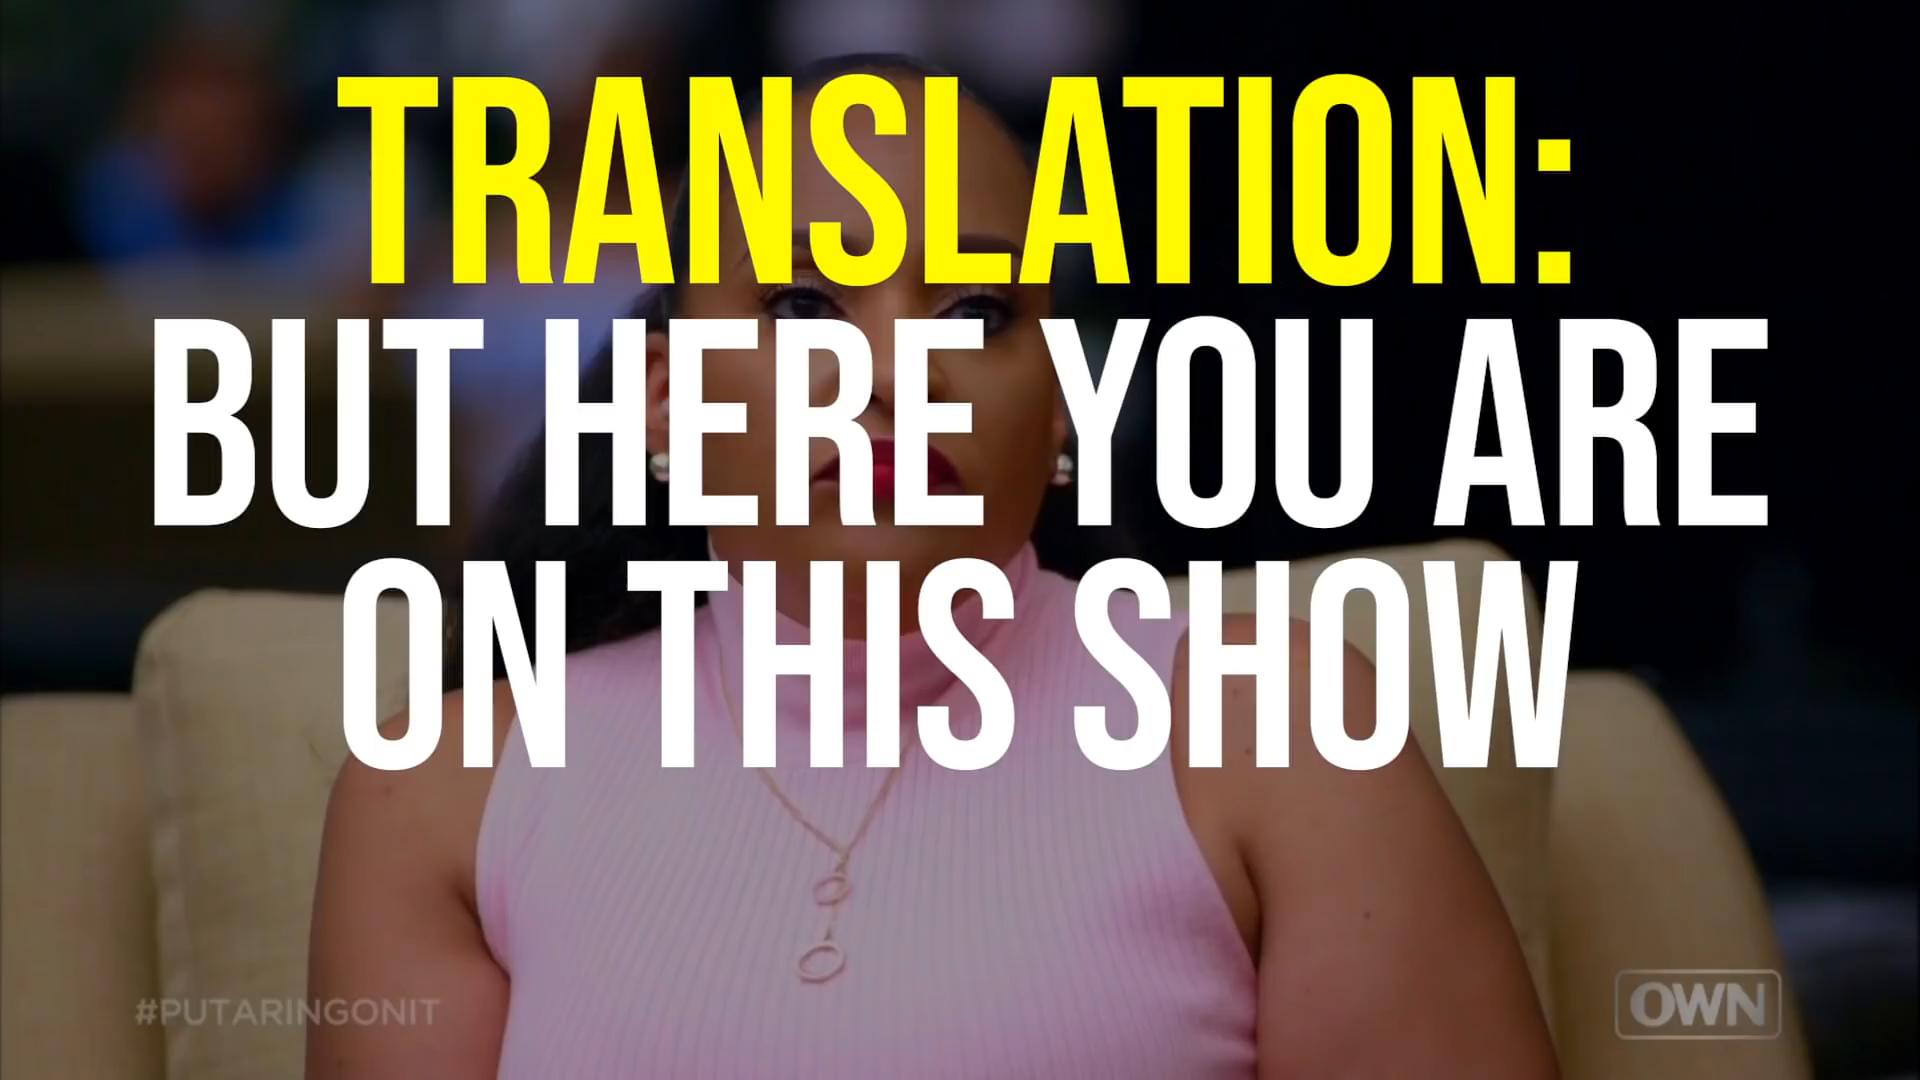 TRANSLATION:
BUT HERE YOU ARE
ON THIS SHOW
#PUTARINGONIT
OWN